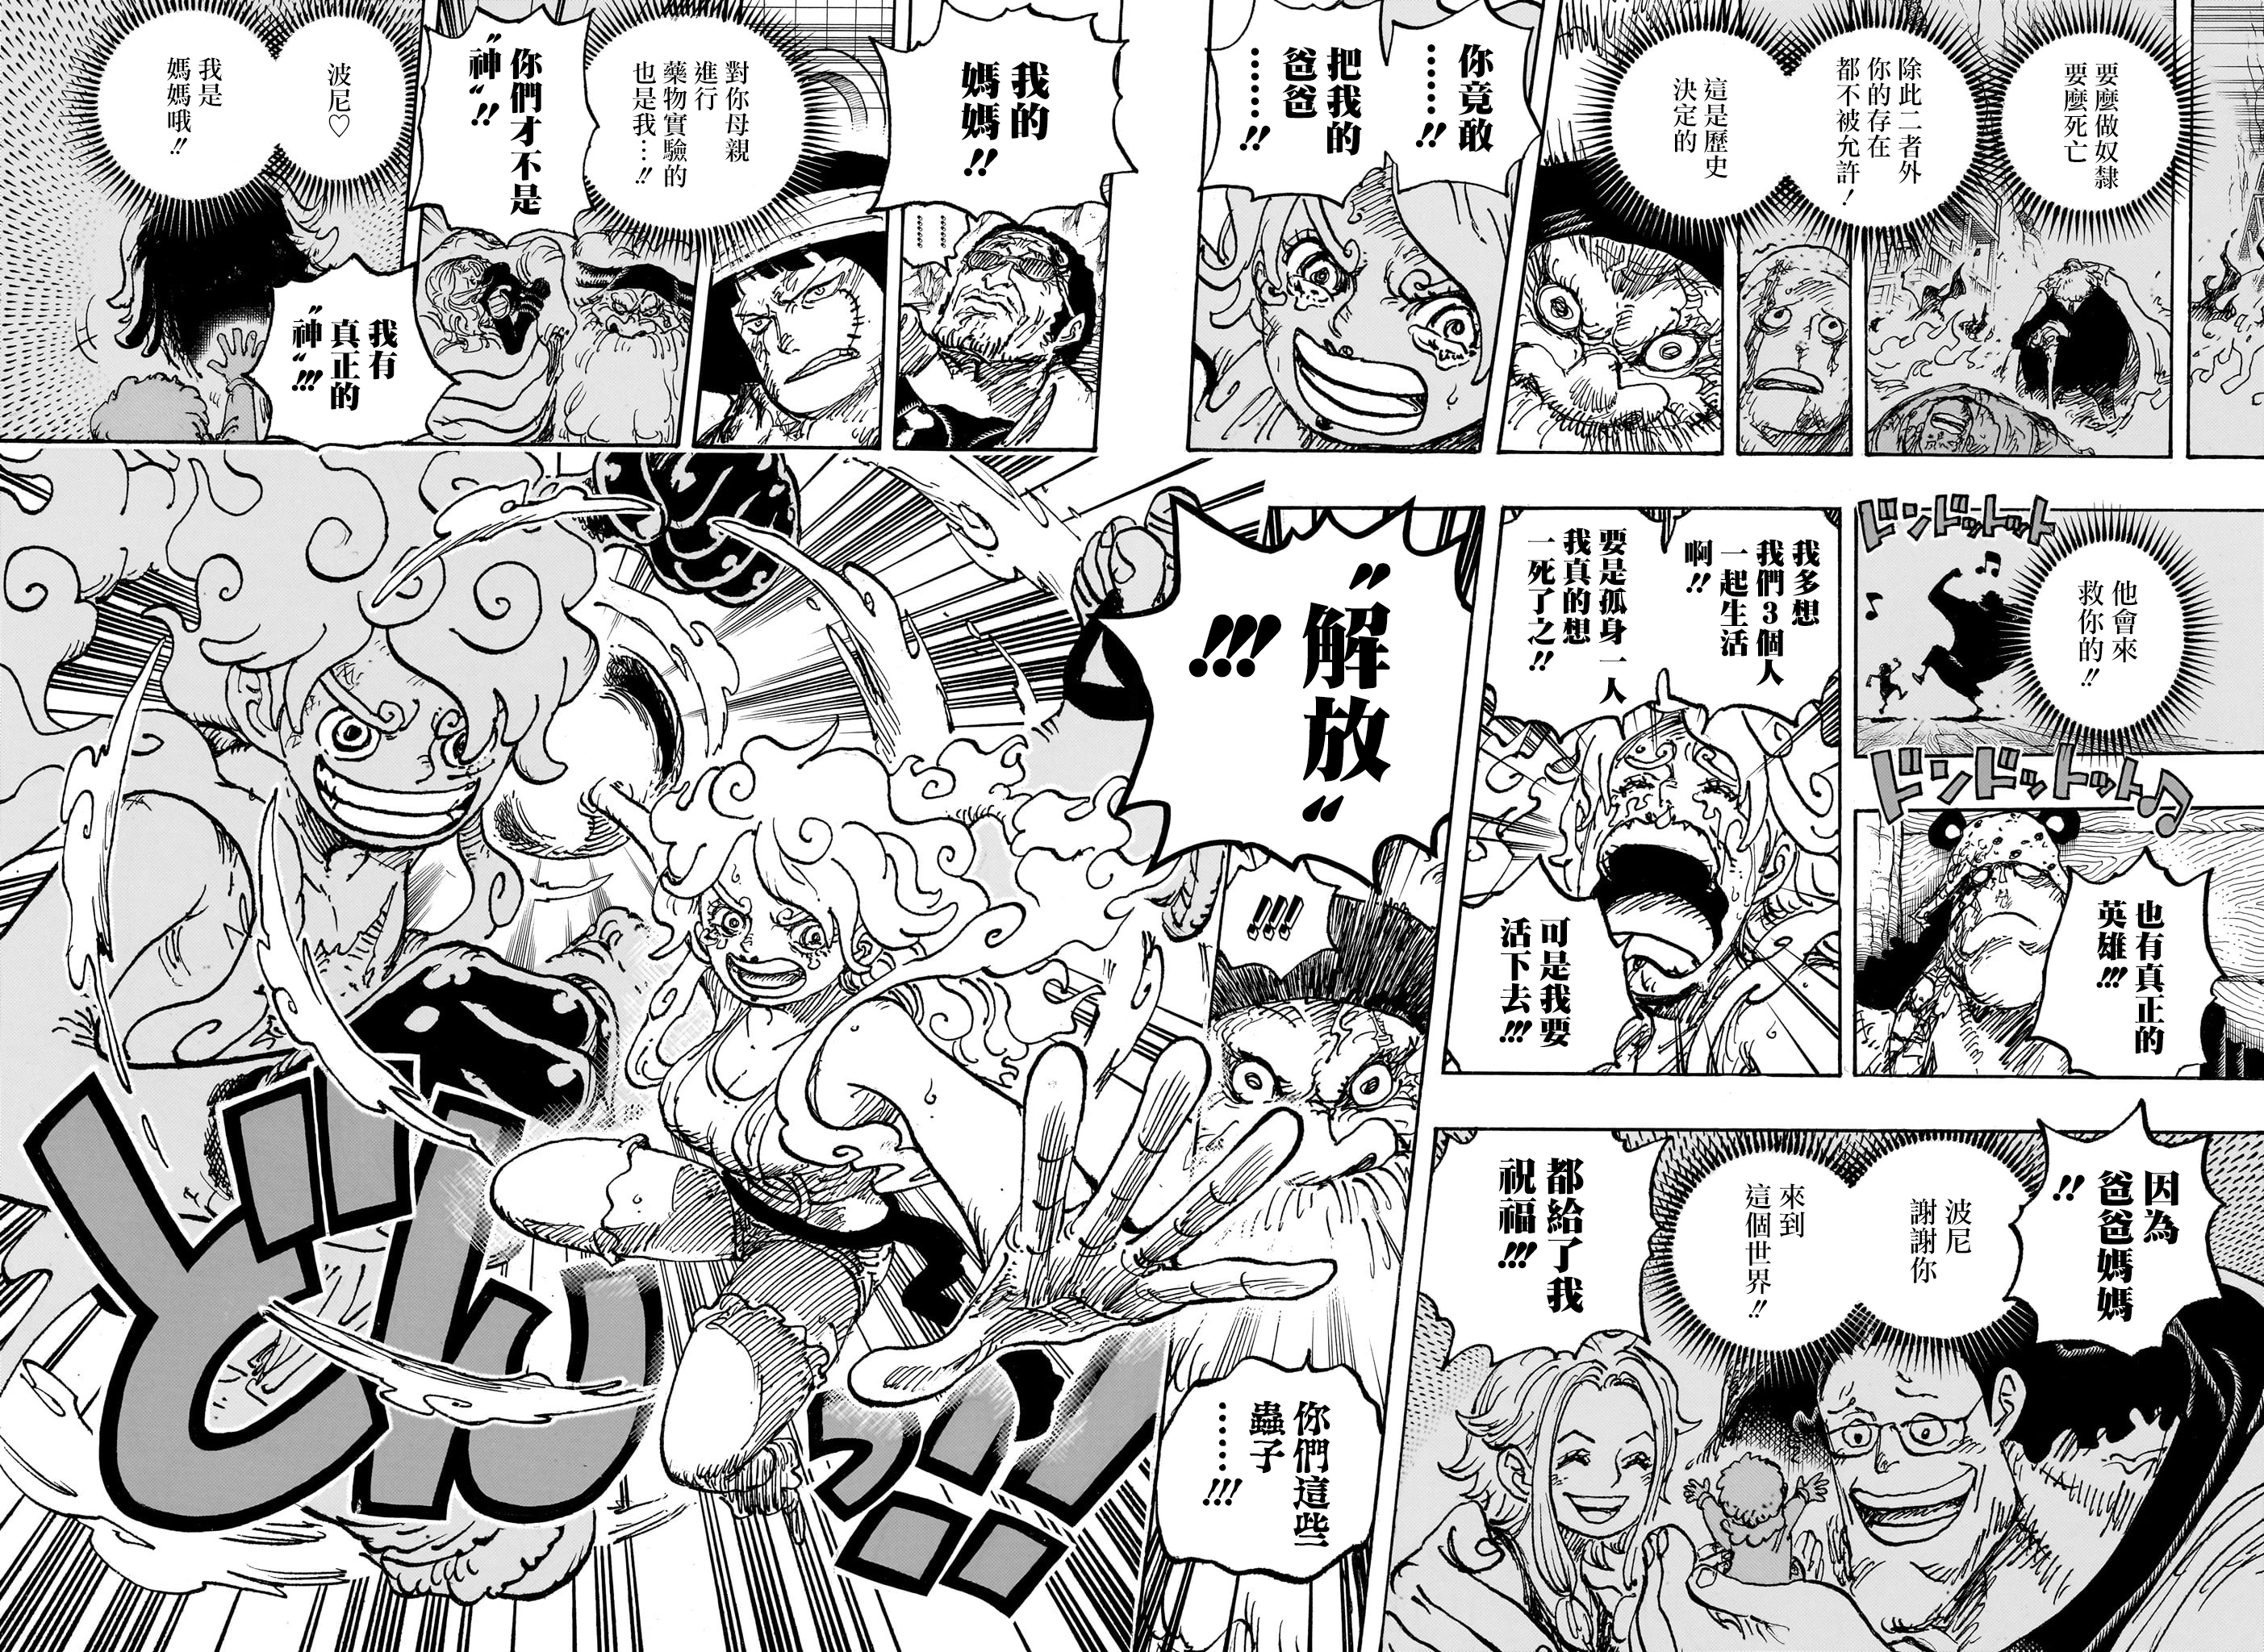 要麼做奴隸
要麼死亡
除此二者外
你的存在
都不被允許！
這是歷史
決定的
你竟敢
……!!
把我的
爸爸
……!!
我的
媽媽!!
………
………
對你母親
進行
藥物實驗的
也是我…!!
你們才不是
"神"!!
我有
真正的
"神"!!!
波尼♡
我是
媽媽哦!!
ドンドットット
他會來
救你的!!
ドンドットット♪
也有真正的
英雄!!!
我多想
我們3個人
一起生活
啊!!
要是孤身一人
我真的想
一死了之!!
可是我要
活下去!!!
因為
爸爸媽媽
!!
波尼
謝謝你
來到
這個世界!!
都給了我
祝福!!!
"解放"
!!!
!!!
你們這些
蟲子
……!!!
どんっ!!